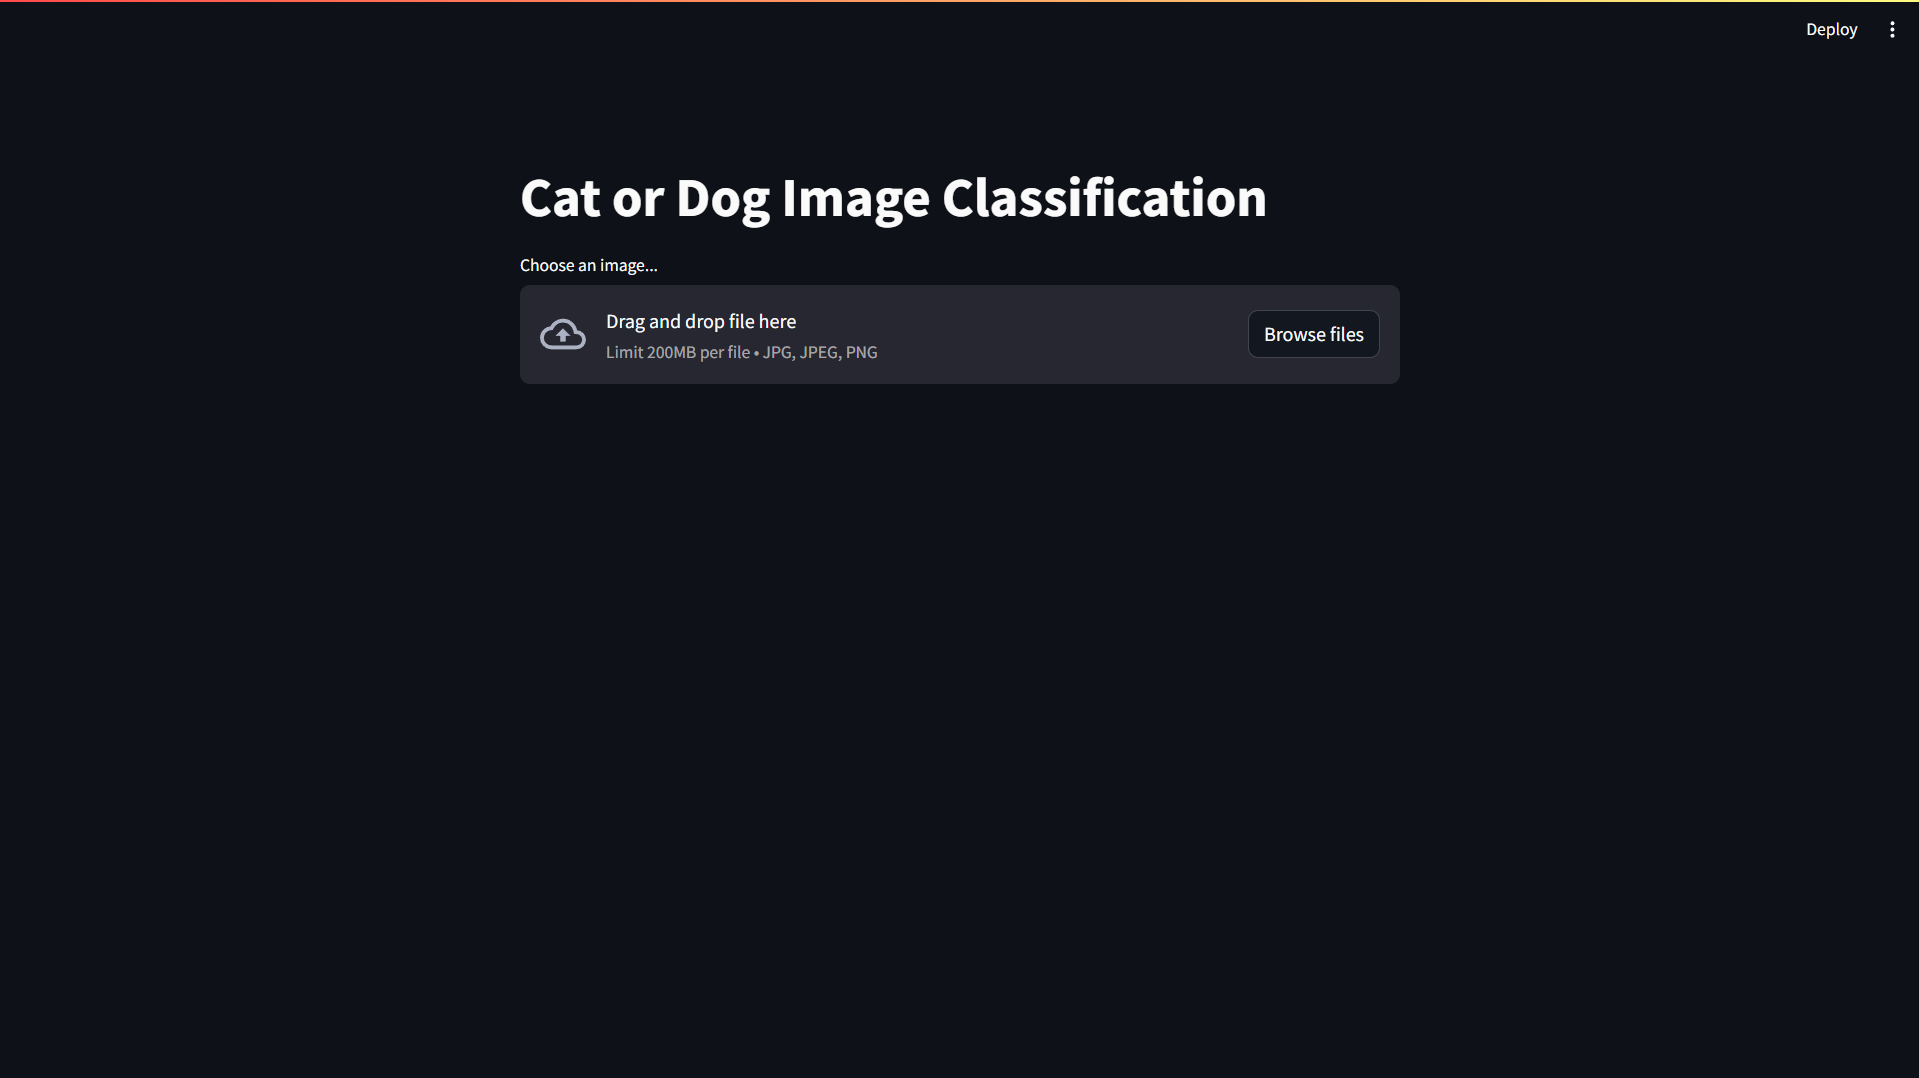 Deploy
Cat or Dog Image Classification
Choose an image...
Drag and drop file here
Limit 200MB per file • JPG, JPEG, PNG
Browse files